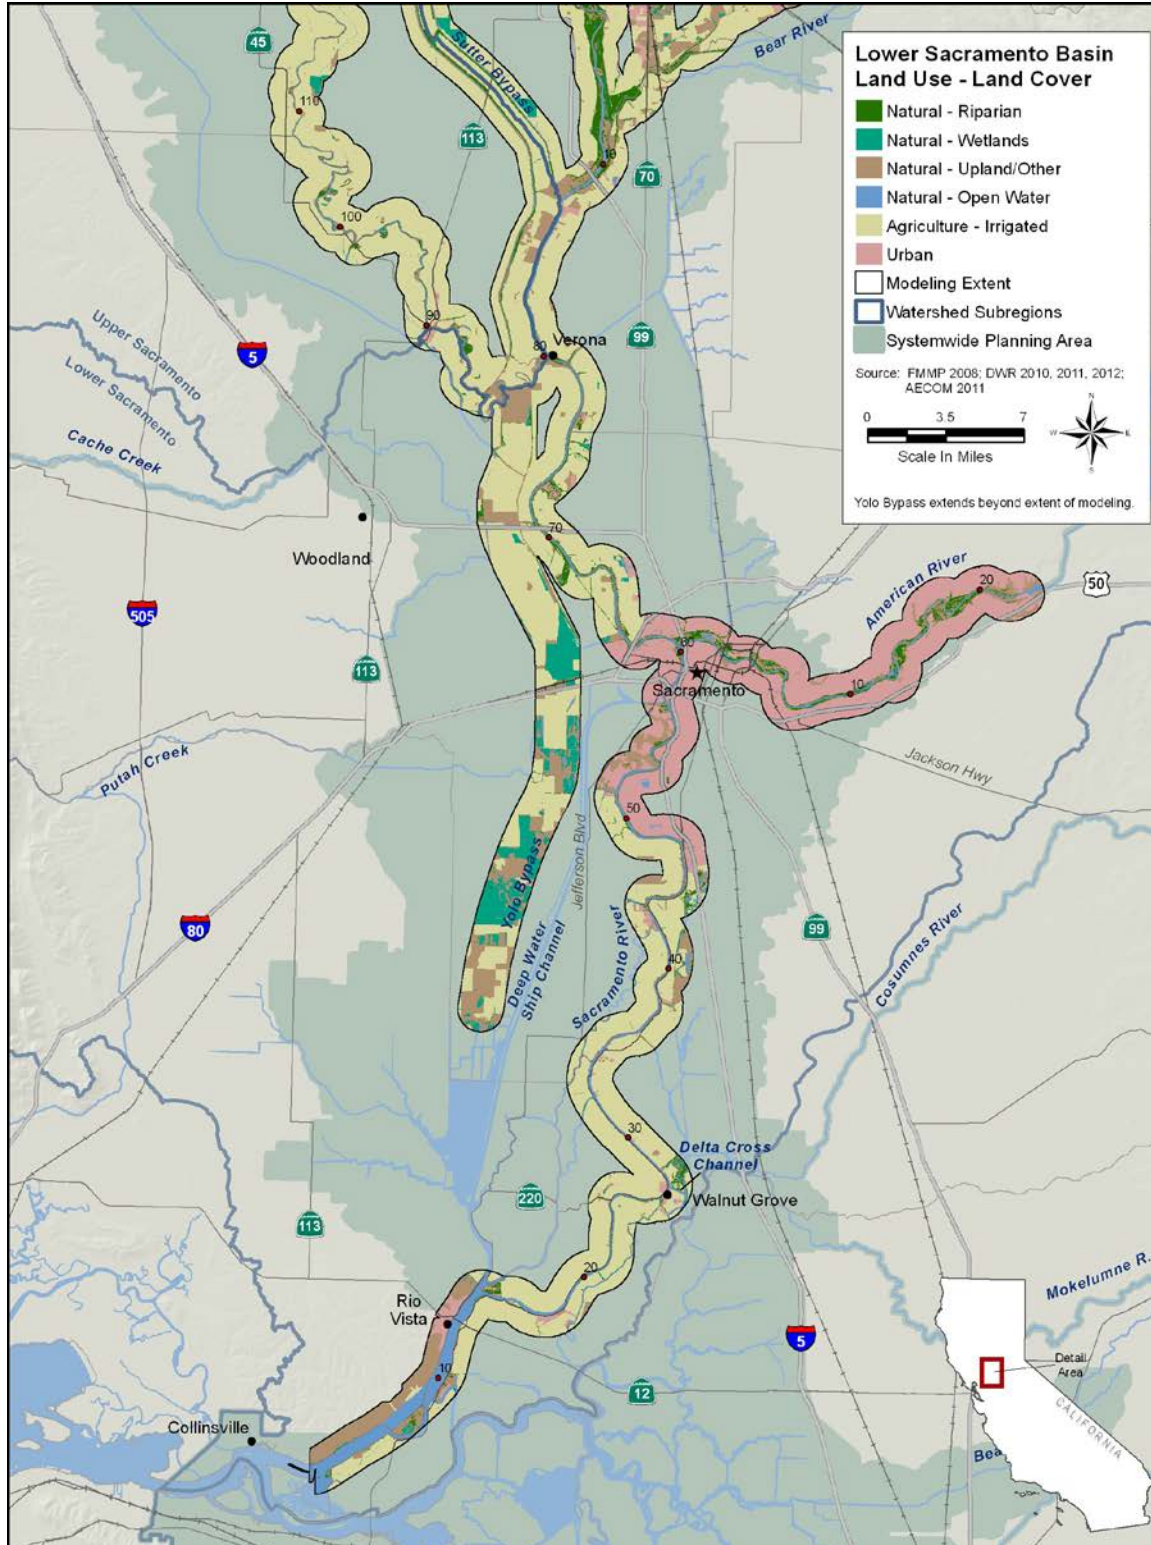 45
Sutter Bypass
Bear River
110
113
10
70
100
Lower Sacramento Basin
Land Use - Land Cover
Natural - Riparian
Natural - Wetlands
Natural - Upland/Other
Natural - Open Water
Agriculture - Irrigated
Urban
Modeling Extent
Watershed Subregions
Systemwide Planning Area
Source: FMMP 2008; DWR 2010, 2011, 2012;
AECOM 2011
0 3.5 7
Scale In Miles
N
W E
S
Yolo Bypass extends beyond extent of modeling.
90
Upper Sacramento
Lower Sacramento
5
80
Verona
99
Cache Creek
Woodland
70
American River
20
50
505
113
60
Sacramento
10
Putah Creek
Jackson Hwy
50
Jefferson Blvd
Yolo Bypass
80
99
Cosumnes River
Deep Water
Ship Channel
Sacramento River
40
30
Delta Cross
Channel
Walnut Grove
220
113
20
Mokelumne R.
Rio
Vista
5
10
12
Detail
Area
CALIFORNIA
Collinsville
Bea